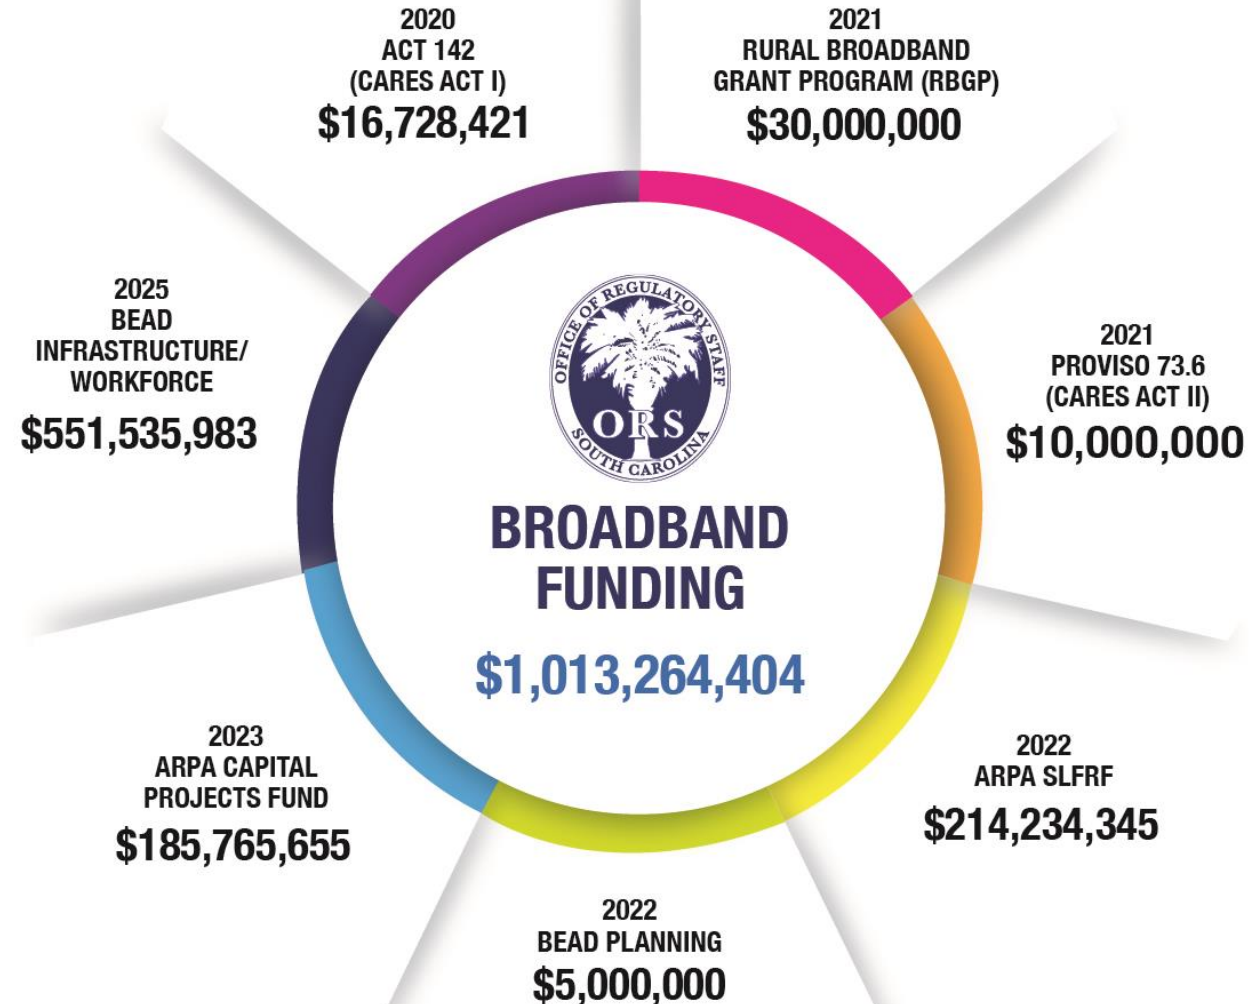 2020
ACT 142
(CARES ACT I)
$16,728,421
2021
RURAL BROADBAND
GRANT PROGRAM (RBGP)
$30,000,000
2021
PROVISO 73.6
(CARES ACT II)
$10,000,000
2022
ARPA SLFRF
$214,234,345
2022
BEAD PLANNING
$5,000,000
2023
ARPA CAPITAL
PROJECTS FUND
$185,765,655
2025
BEAD
INFRASTRUCTURE/
WORKFORCE
$551,535,983
OFFICE OF REGULATORY STAFF
ORS
SOUTH CAROLINA
BROADBAND
FUNDING
$1,013,264,404